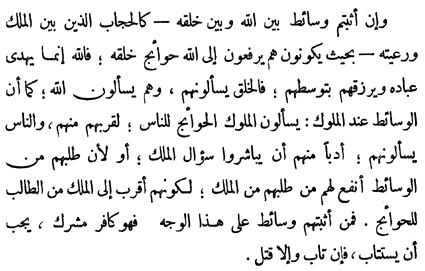 وإن أثبتم وسائط بين الله وبين خلقه — كالحجاب الذين بين الملك
ورعيته — بحيث يكونون هم يرفعون إلى الله حوائج خلقه ؛ فالله إنما يهدى
عباده ويرزقهم بتوسطهم ؛ فالخلق يسألونهم ، وهم يسألون الله ؛ كما أن
الوسائط عند الملوك : يسألون الملوك الحوائج للناس ؛ لقربهم منهم ، والناس
يسألونهم ؛ أدباً منهم أن يباشروا سؤال الملك ؛ أو لأن طلبهم من
الوسائط أنفع لهم من طلبهم من الملك ؛ لكونهم أقرب إلى الملك من الطالب
للحوائج . فمن أثبتهم وسائط على هـذا الوجه فهو كافر مشرك ، يجب
أن يستتاب ، فإن تاب وإلا قتل .